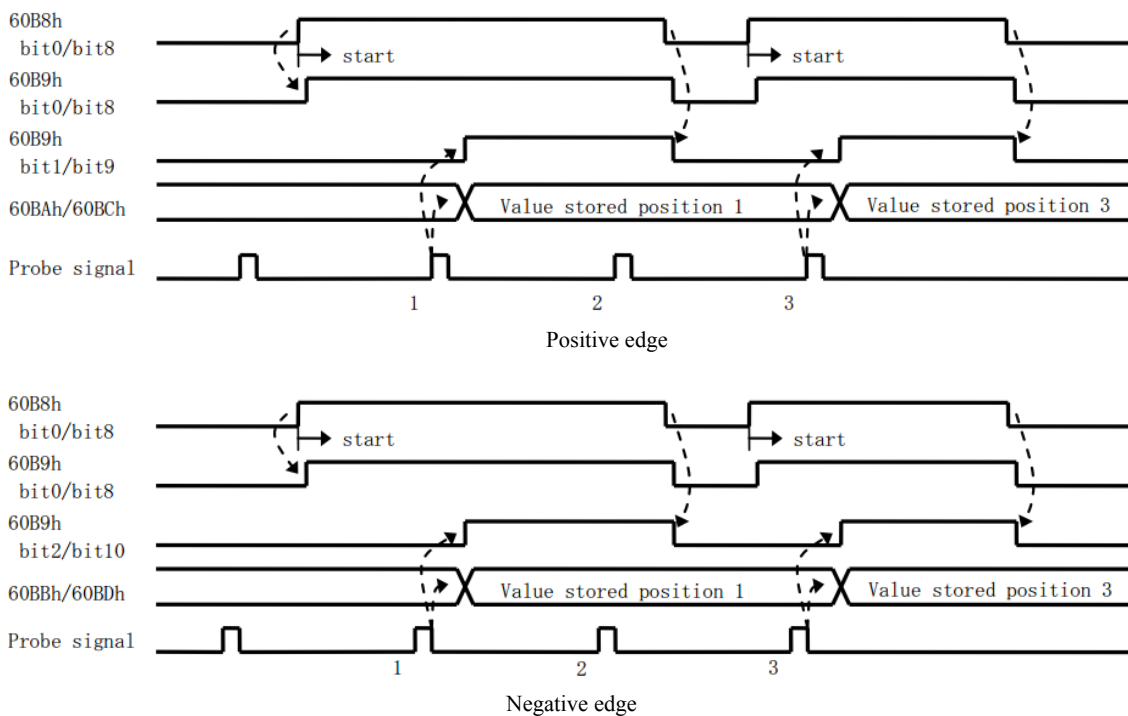 60B8h
bit0/bit8
start
start
60B9h
bit0/bit8
60B9h
bit1/bit9
60BAh/60BCh
Value stored position 1
Value stored position 3
Probe signal
1
2
3
Positive edge
60B8h
bit0/bit8
start
start
60B9h
bit0/bit8
60B9h
bit2/bit10
60BBh/60BDh
Value stored position 1
Value stored position 3
Probe signal
1
2
3
Negative edge